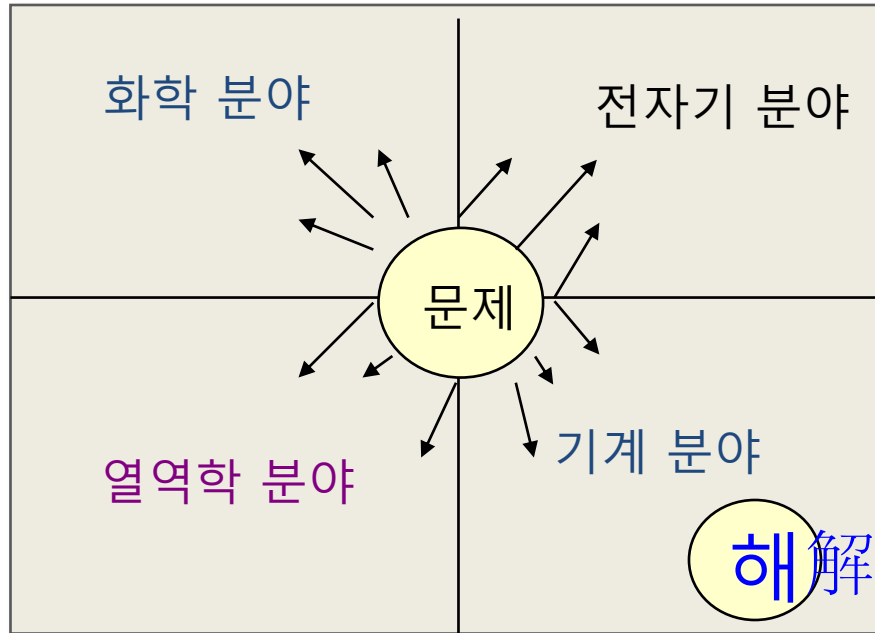 화학 분야
전자기 분야
문제
열역학 분야
기계 분야
해解